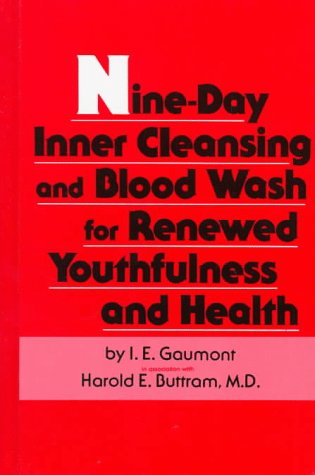 Nine-Day
Inner Cleansing
and Blood Wash
for Renewed
Youthfulness
and Health
by I. E. Gaumont
in association with
Harold E. Buttram, M.D.